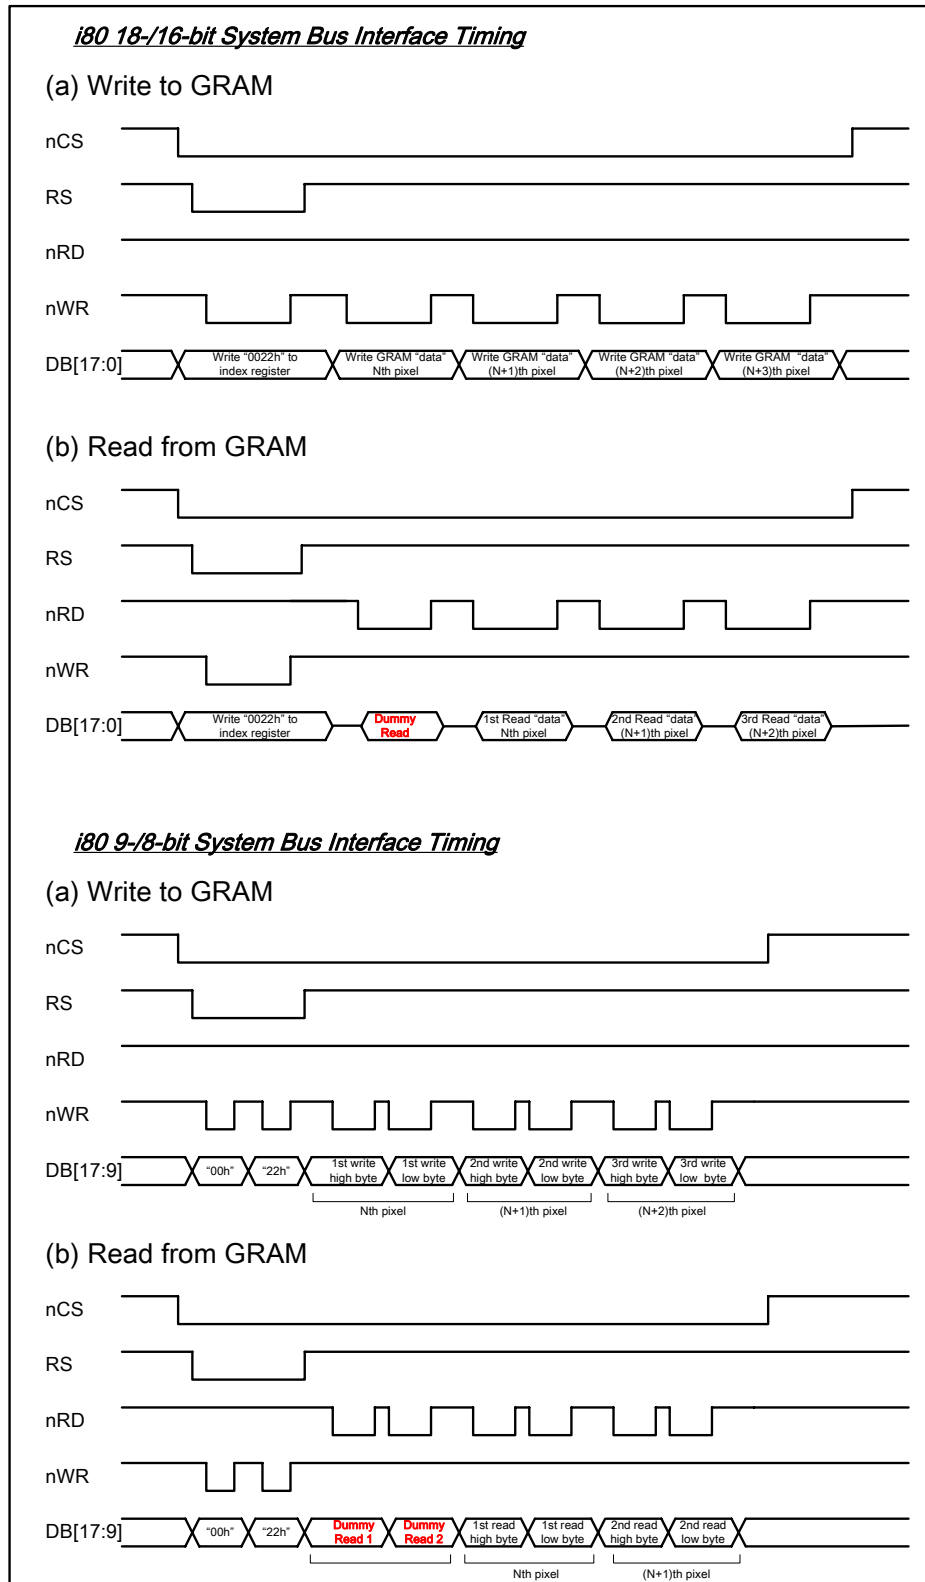 i80 18-/16-bit System Bus Interface Timing
(a) Write to GRAM
nCS
RS
nRD
nWR
DB[17:0]
Write “0022h” to
index register
Write GRAM “data”
Nth pixel
Write GRAM “data”
(N+1)th pixel
Write GRAM “data”
(N+2)th pixel
Write GRAM “data”
(N+3)th pixel
(b) Read from GRAM
nCS
RS
nRD
nWR
DB[17:0]
Write “0022h” to
index register
Dummy
Read
1st Read “data”
Nth pixel
2nd Read “data”
(N+1)th pixel
3rd Read “data”
(N+2)th pixel
i80 9-/8-bit System Bus Interface Timing
(a) Write to GRAM
nCS
RS
nRD
nWR
DB[17:9]
“00h”
“22h”
1st write
high byte
1st write
low byte
2nd write
high byte
2nd write
low byte
3rd write
high byte
3rd write
low byte
Nth pixel
(N+1)th pixel
(N+2)th pixel
(b) Read from GRAM
nCS
RS
nRD
nWR
DB[17:9]
“00h”
“22h”
Dummy
Read 1
Dummy
Read 2
1st read
high byte
1st read
low byte
2nd read
high byte
2nd read
low byte
Nth pixel
(N+1)th pixel